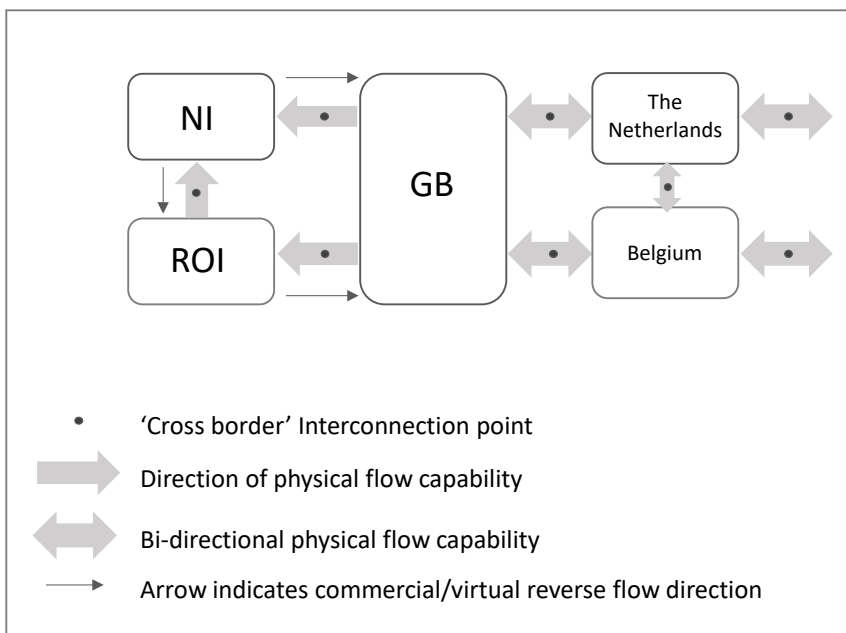 NI
GB
The
Netherlands
ROI
Belgium
‘Cross border’ Interconnection point
Direction of physical flow capability
Bi-directional physical flow capability
Arrow indicates commercial/virtual reverse flow direction